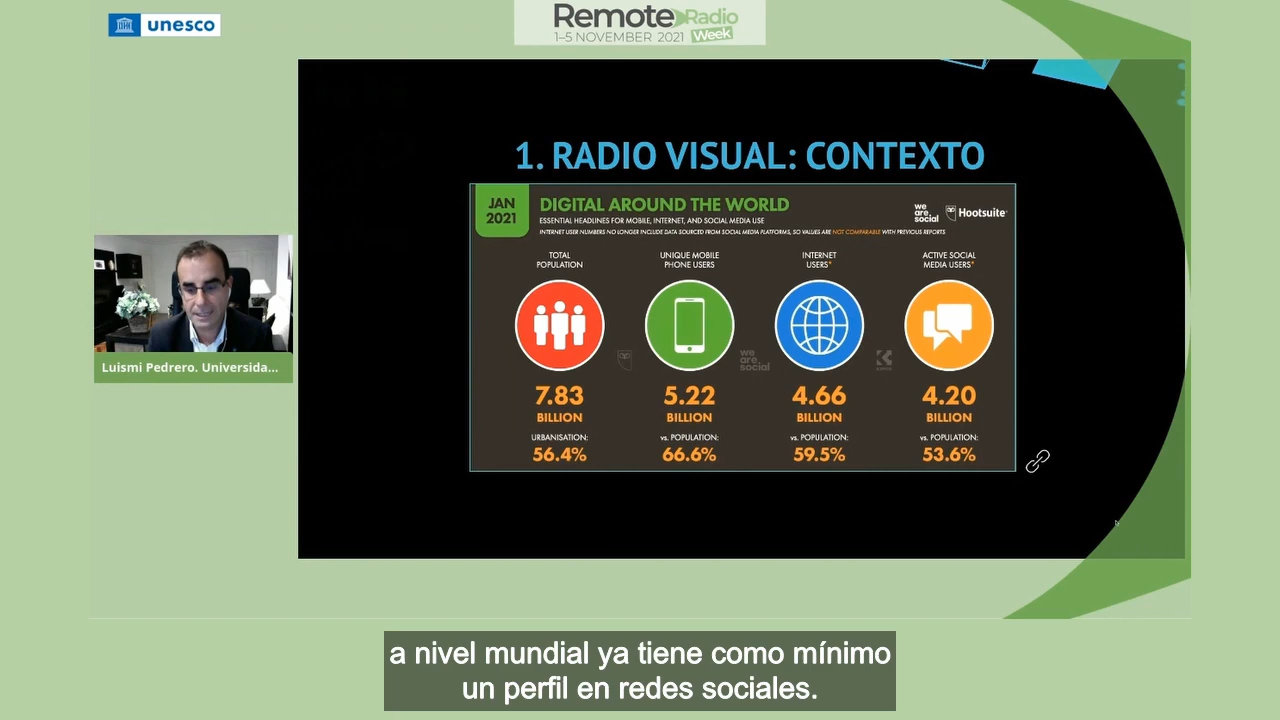 unesco
Remote Radio
1–5 NOVEMBER 2021 Week
1. RADIO VISUAL: CONTEXTO
JAN
2021
DIGITAL AROUND THE WORLD
ESSENTIAL HEADLINES FOR MOBILE, INTERNET, AND SOCIAL MEDIA USE
INTERNET USER NUMBERS NO LONGER INCLUDE DATA SOURCED FROM SOCIAL MEDIA PLATFORMS, SO VALUES ARE NOT COMPARABLE WITH PREVIOUS REPORTS
we
are
social
Hootsuite
TOTAL
POPULATION
UNIQUE MOBILE
PHONE USERS
INTERNET
USERS*
ACTIVE SOCIAL
MEDIA USERS*
we
are
social
7.83
BILLION
URBANISATION:
56.4%
5.22
BILLION
vs. POPULATION:
66.6%
4.66
BILLION
vs. POPULATION:
59.5%
4.20
BILLION
vs. POPULATION:
53.6%
Luismi Pedrero. Universida...
a nivel mundial ya tiene como mínimo
un perfil en redes sociales.